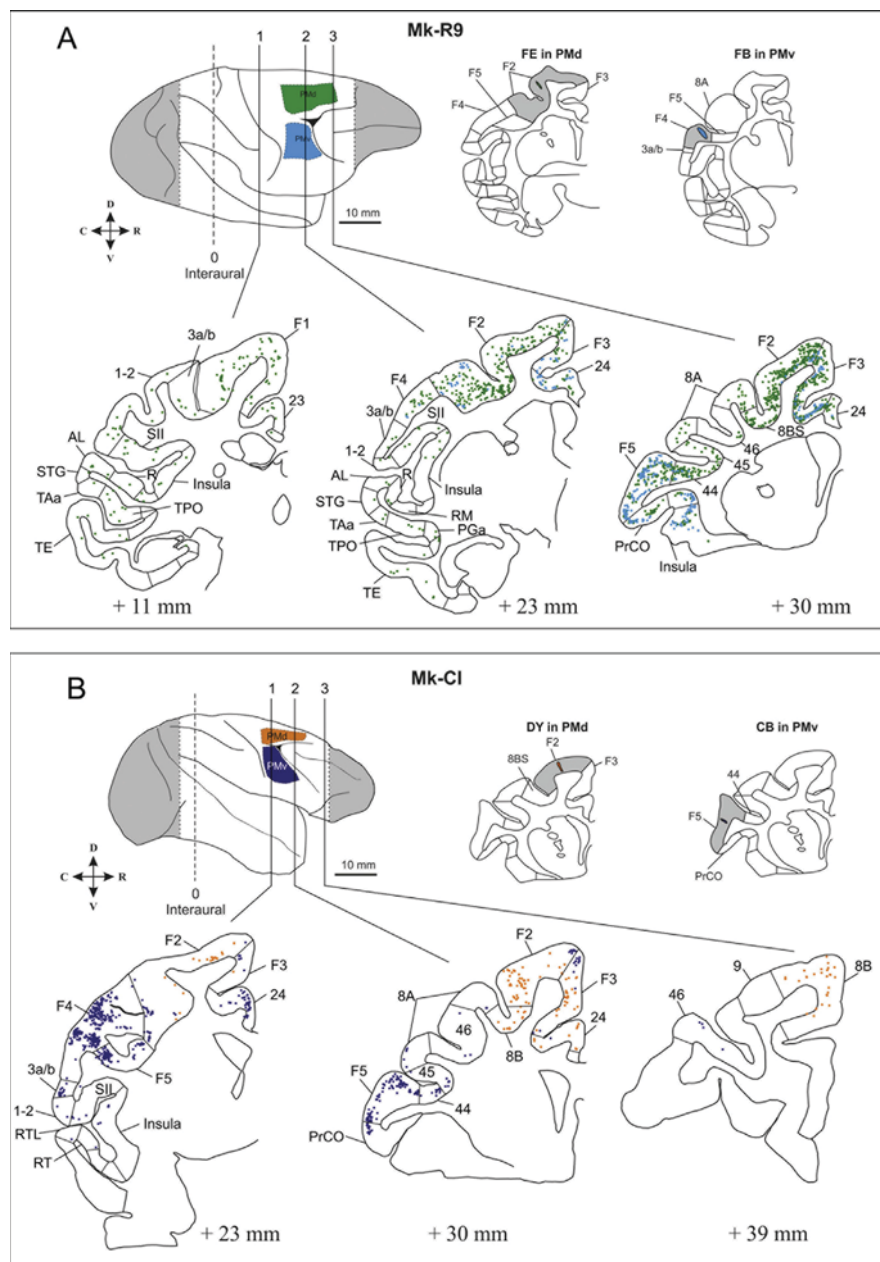 A
Mk-R9
1 2 3
PMd
PMv
10 mm
0
Interaural
D
C R
V
FE in PMd
F2
F5
F4
F3
FB in PMv
8A
F5
F4
3a/b
F1
3a/b
1-2
23
SII
AL
STG
R
Insula
TAa
TPO
TE
+ 11 mm
F2
F3
F4
24
3a/b
SII
1-2
AL
R
Insula
STG
RM
TAa
PGa
TPO
TE
+ 23 mm
F2
F3
8A
24
8BS
46
F5
45
44
PrCO
Insula
+ 30 mm
B
Mk-CI
1 2 3
PMd
PMv
10 mm
0
Interaural
D
C R
V
DY in PMd
F2
8BS
F3
CB in PMv
44
F5
PrCO
F2
F3
F4
24
F5
3a/b
SII
1-2
Insula
RTL
RT
+ 23 mm
F2
8A
F3
46
24
8B
F5
45
44
PrCO
+ 30 mm
9
8B
46
+ 39 mm